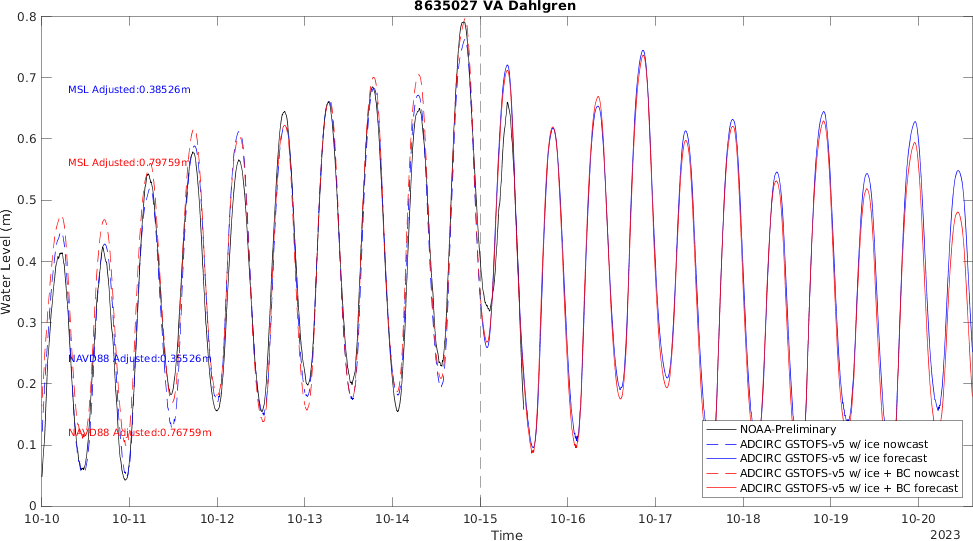 8635027 VA Dahlgren
0.8
0.7
0.6
0.5
0.4
0.3
0.2
0.1
0
Water Level (m)
MSL Adjusted:0.38526m
MSL Adjusted:0.79759m
NAVD88 Adjusted:0.35526m
NAVD88 Adjusted:0.76759m
NOAA-Preliminary
ADCIRC GSTOFS-v5 w/ ice nowcast
ADCIRC GSTOFS-v5 w/ ice forecast
ADCIRC GSTOFS-v5 w/ ice + BC nowcast
ADCIRC GSTOFS-v5 w/ ice + BC forecast
10-10 10-11 10-12 10-13 10-14 10-15 10-16 10-17 10-18 10-19 10-20
Time
2023